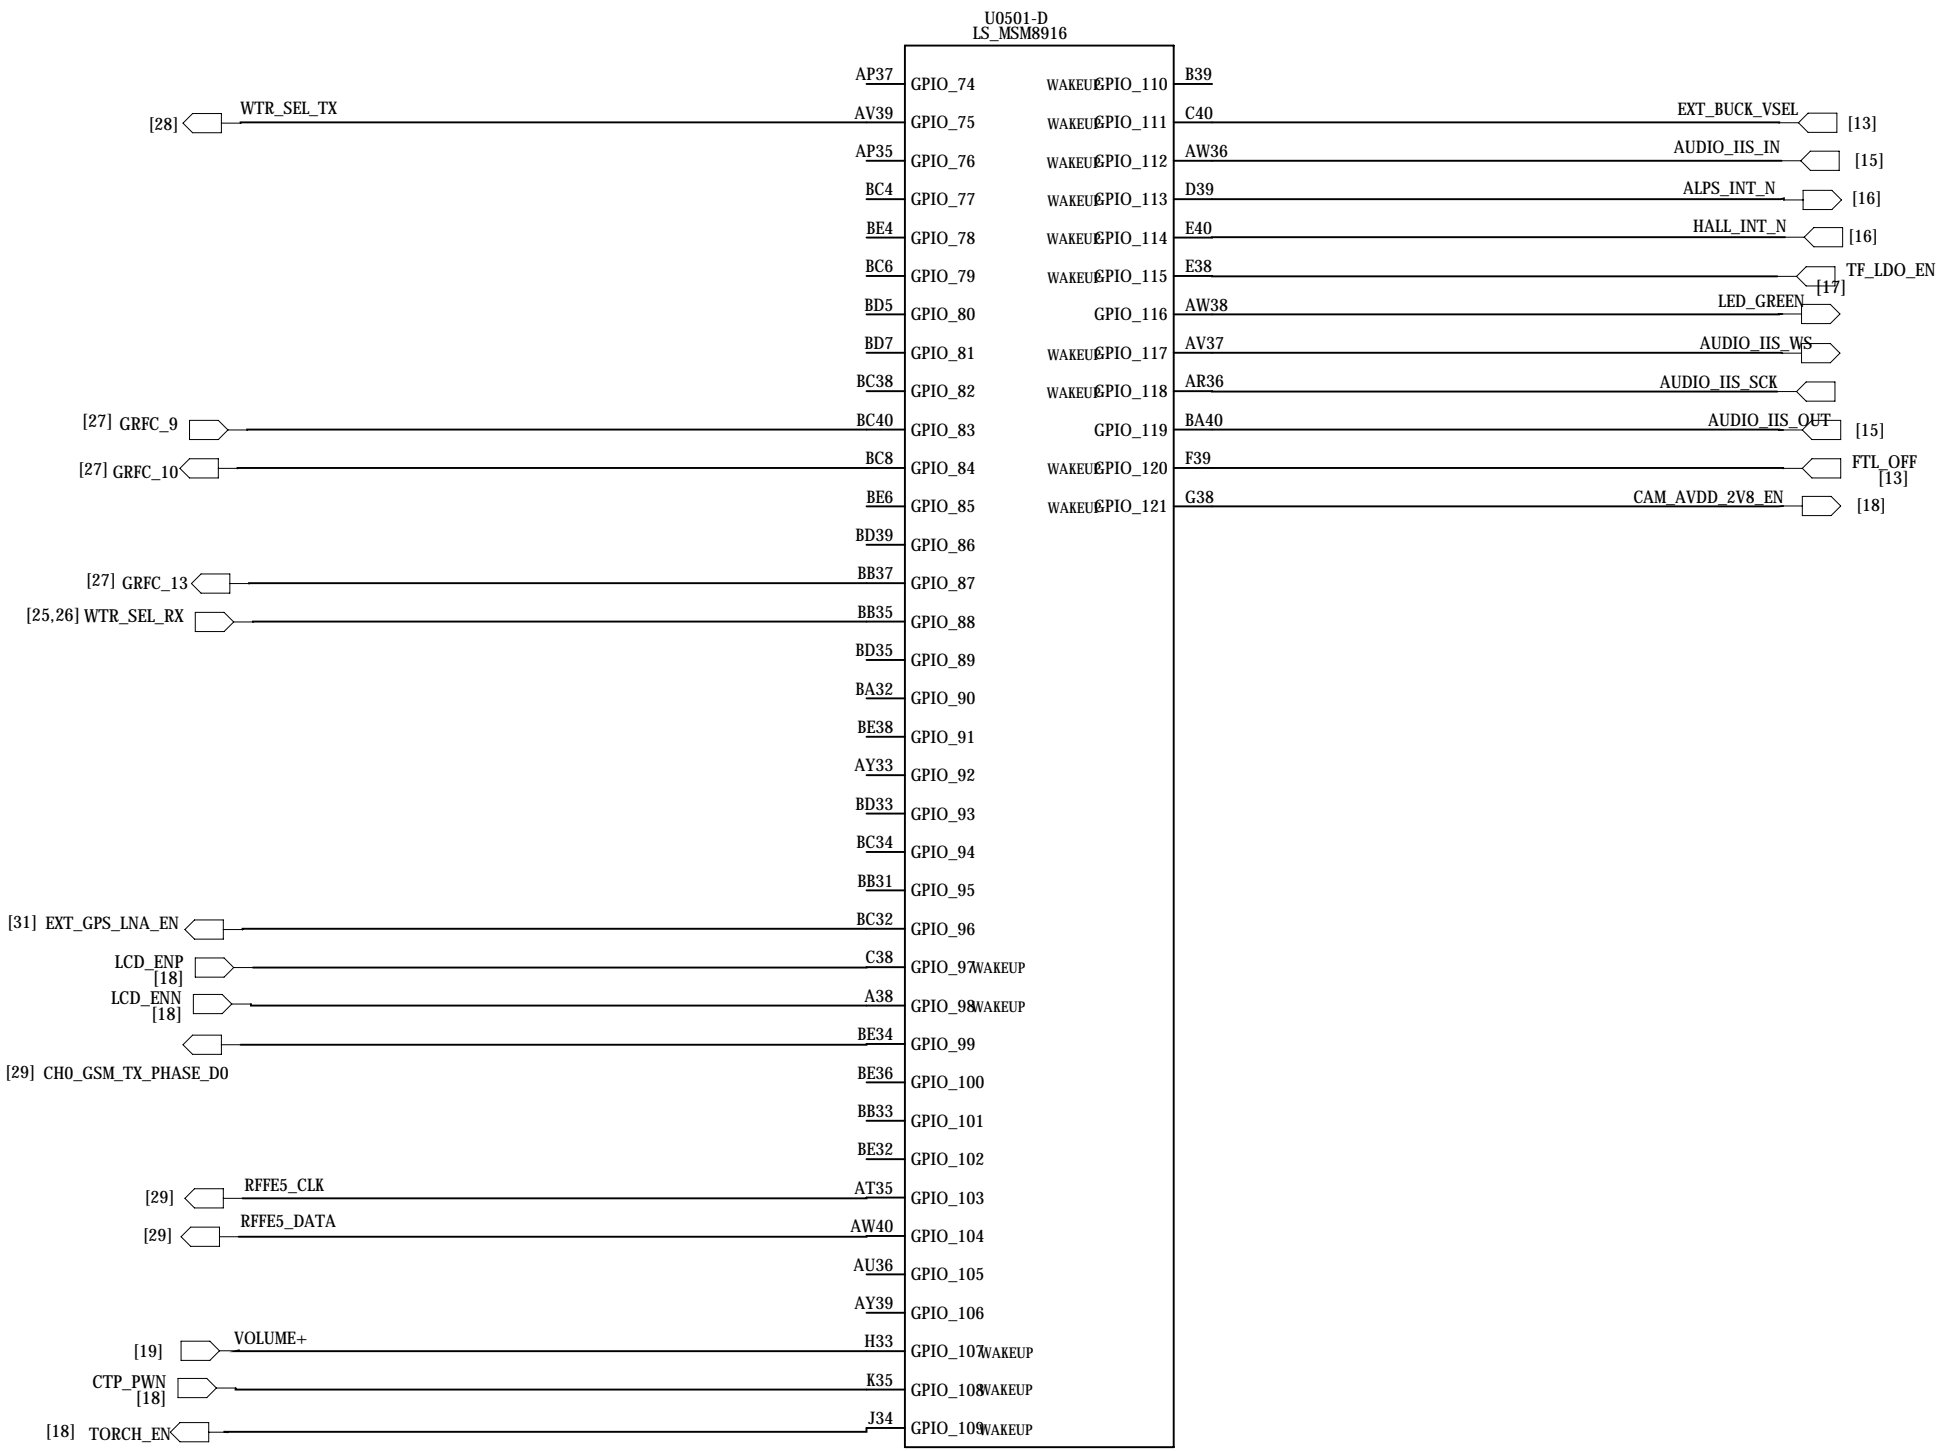 U0501-D
LS_MSM8916
AP37 GPIO_74 WAKEUP GPIO_110 B39
[28] WTR_SEL_TX AV39 GPIO_75 WAKEUP GPIO_111 C40 EXT_BUCK_VSEL [13]
AP35 GPIO_76 WAKEUP GPIO_112 AW36 AUDIO_IIS_IN [15]
BC4 GPIO_77 WAKEUP GPIO_113 D39 ALPS_INT_N [16]
BE4 GPIO_78 WAKEUP GPIO_114 E40 HALL_INT_N [16]
BC6 GPIO_79 WAKEUP GPIO_115 E38 TF_LDO_EN
[17]
BD5 GPIO_80 GPIO_116 AW38 LED_GREEN
BD7 GPIO_81 WAKEUP GPIO_117 AV37 AUDIO_IIS_WS
BC38 GPIO_82 WAKEUP GPIO_118 AR36 AUDIO_IIS_SCK
[27] GRFC_9 BC40 GPIO_83 GPIO_119 BA40 AUDIO_IIS_OUT [15]
[27] GRFC_10 BC8 GPIO_84 WAKEUP GPIO_120 F39 FTL_OFF
[13]
BE6 GPIO_85 WAKEUP GPIO_121 G38 CAM_AVDD_2V8_EN [18]
BD39 GPIO_86
[27] GRFC_13 BB37 GPIO_87
[25,26] WTR_SEL_RX BB35 GPIO_88
BD35 GPIO_89
BA32 GPIO_90
BE38 GPIO_91
AY33 GPIO_92
BD33 GPIO_93
BC34 GPIO_94
BB31 GPIO_95
[31] EXT_GPS_LNA_EN BC32 GPIO_96
LCD_ENP C38 GPIO_97 WAKEUP
[18]
LCD_ENN A38 GPIO_98 WAKEUP
[18]
BE34 GPIO_99
[29] CH0_GSM_TX_PHASE_D0
BE36 GPIO_100
BB33 GPIO_101
BE32 GPIO_102
[29] RFFE5_CLK AT35 GPIO_103
[29] RFFE5_DATA AW40 GPIO_104
AU36 GPIO_105
AY39 GPIO_106
[19] VOLUME+ H33 GPIO_107 WAKEUP
CTP_PWN K35 GPIO_108 WAKEUP
[18]
[18] TORCH_EN J34 GPIO_109 WAKEUP